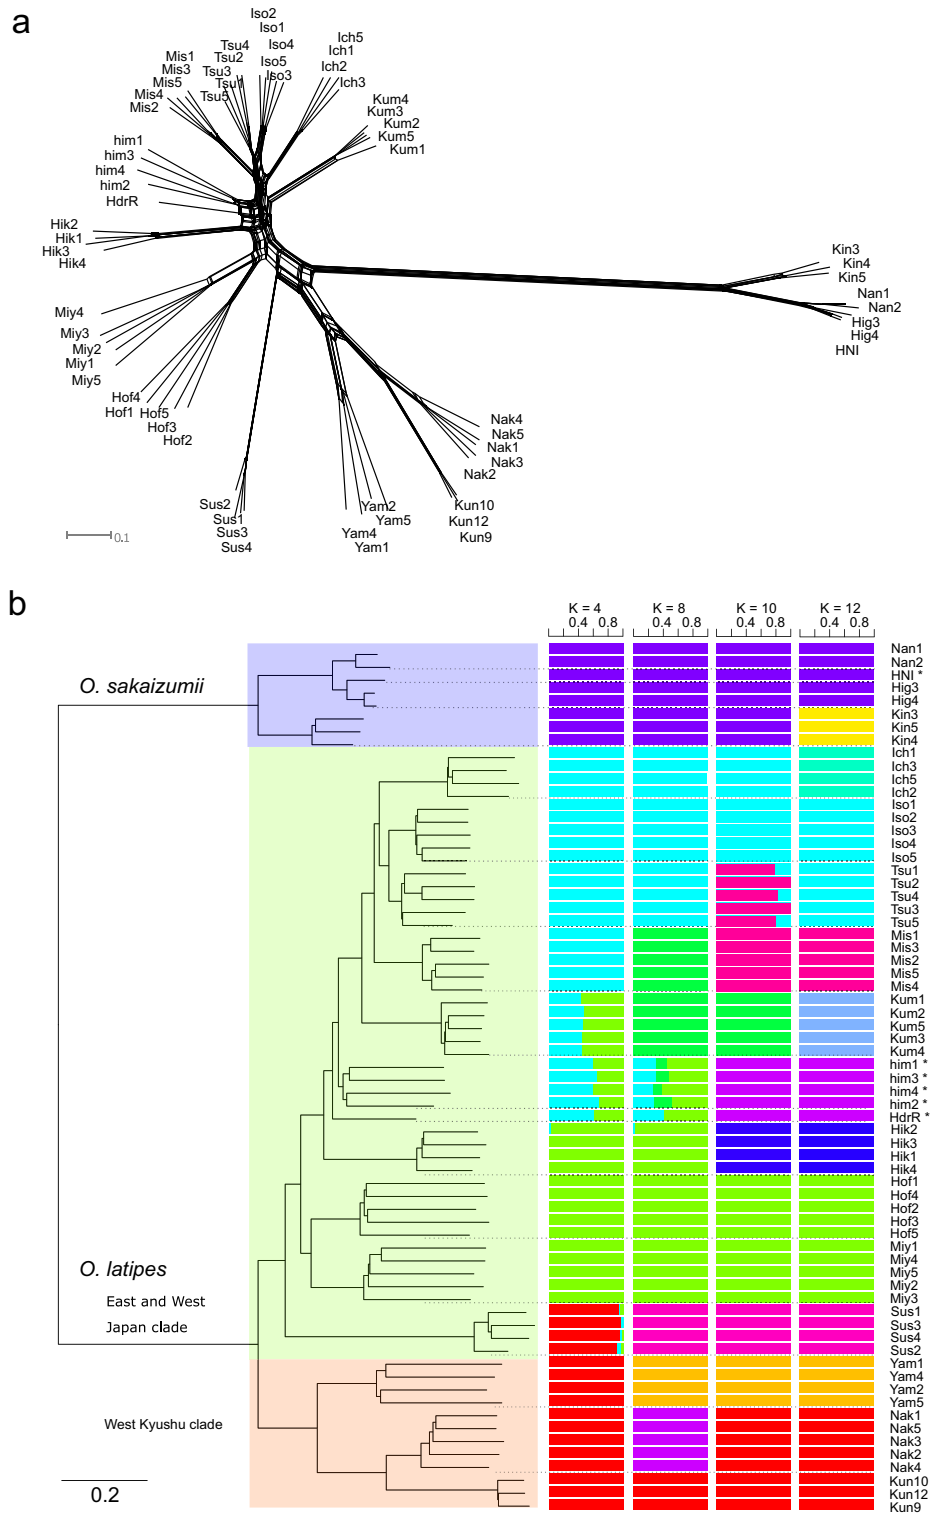 a
Iso2
Iso1
Iso4
Iso5
Iso3
Tsu4
Tsu2
Tsu3
Tsu1
Tsu5
Ich5
Ich1
Ich2
Ich3
Mis1
Mis3
Mis5
Mis4
Mis2
Kum4
Kum3
Kum2
Kum5
Kum1
him1
him3
him4
him2
HdrR
Hik2
Hik1
Hik3
Hik4
Kin3
Kin4
Kin5
Nan1
Nan2
Hig3
Hig4
HNI
Miy4
Miy3
Miy2
Miy1
Miy5
Hof4
Hof1
Hof5
Hof3
Hof2
Nak4
Nak5
Nak1
Nak3
Nak2
Sus2
Sus1
Sus3
Sus4
Yam2
Yam5
Yam4
Yam1
Kun10
Kun12
Kun9
0.1
b
K = 4 K = 8 K = 10 K = 12
0.4 0.8 0.4 0.8 0.4 0.8 0.4 0.8
O. sakaizumii
Nan1
Nan2
HNI *
Hig3
Hig4
Kin3
Kin5
Kin4
Ich1
Ich3
Ich5
Ich2
Iso1
Iso2
Iso3
Iso4
Iso5
Tsu1
Tsu2
Tsu4
Tsu3
Tsu5
Mis1
Mis3
Mis2
Mis5
Mis4
Kum1
Kum2
Kum5
Kum3
Kum4
him1 *
him3 *
him4 *
him2 *
HdrR *
Hik2
Hik3
Hik1
Hik4
Hof1
Hof4
Hof2
Hof3
Hof5
Miy1
Miy4
Miy5
Miy2
Miy3
Sus1
Sus3
Sus4
Sus2
Yam1
Yam4
Yam2
Yam5
Nak1
Nak5
Nak3
Nak2
Nak4
Kun10
Kun12
Kun9
O. latipes
East and West
Japan clade
West Kyushu clade
0.2